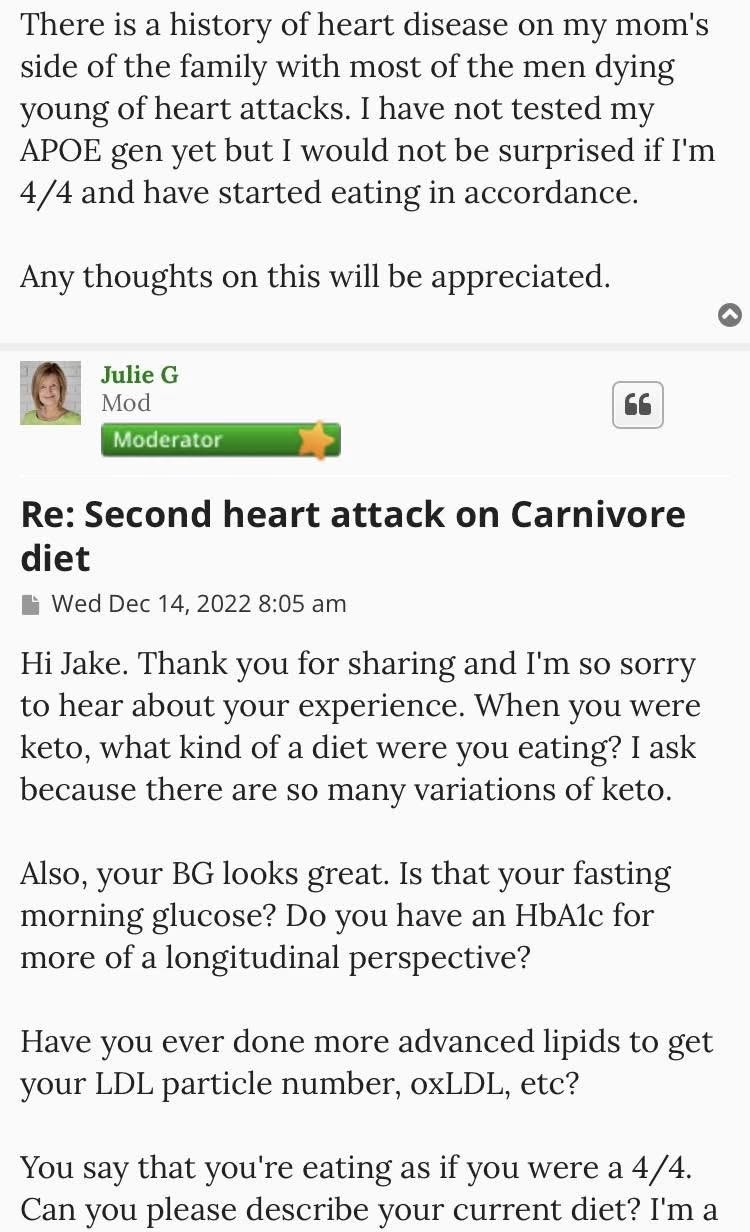 There is a history of heart disease on my mom's
side of the family with most of the men dying
young of heart attacks. I have not tested my
APOE gen yet but I would not be surprised if I'm
4/4 and have started eating in accordance.
Any thoughts on this will be appreciated.
Julie G
Mod
Moderator
Re: Second heart attack on Carnivore
diet
Wed Dec 14, 2022 8:05 am
Hi Jake. Thank you for sharing and I'm so sorry
to hear about your experience. When you were
keto, what kind of a diet were you eating? I ask
because there are so many variations of keto.
Also, your BG looks great. Is that your fasting
morning glucose? Do you have an HbA1c for
more of a longitudinal perspective?
Have you ever done more advanced lipids to get
your LDL particle number, oxLDL, etc?
You say that you're eating as if you were a 4/4.
Can you please describe your current diet? I'm a